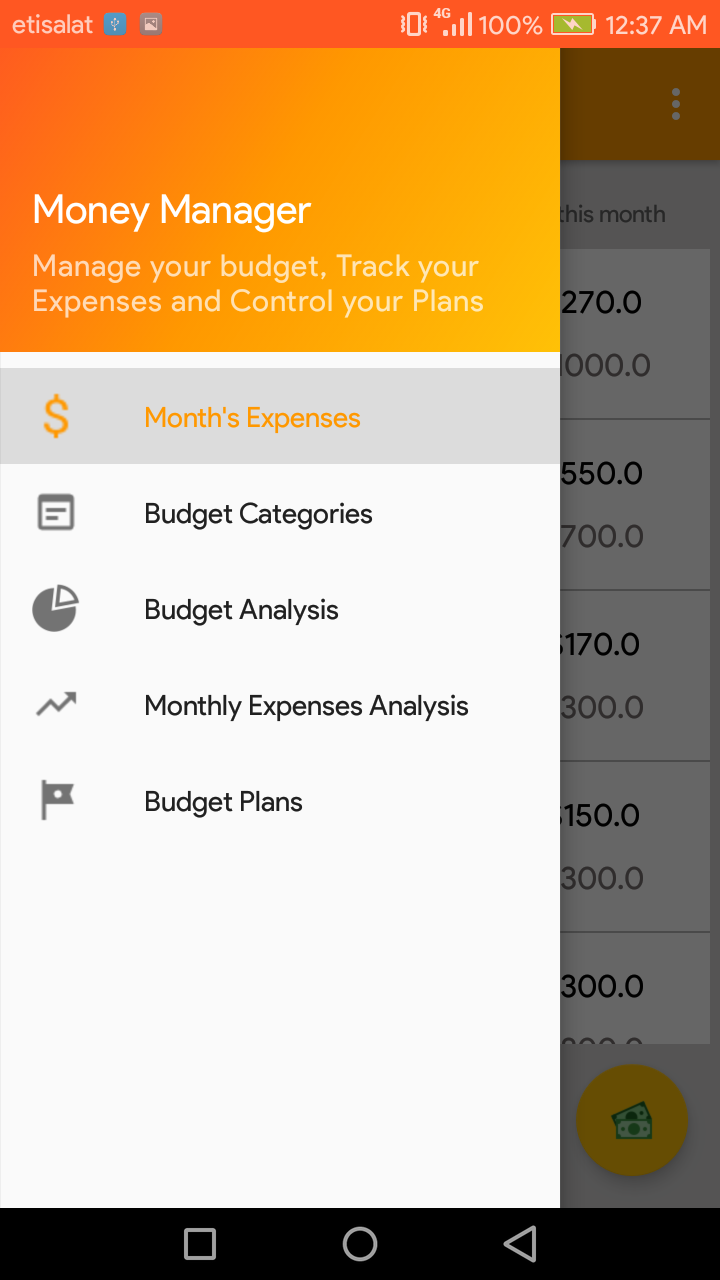 etisalat 4G 100% 12:37 AM
Money Manager
Manage your budget, Track your
Expenses and Control your Plans
this month
Month's Expenses
Budget Categories
Budget Analysis
Monthly Expenses Analysis
Budget Plans
270.0
000.0
550.0
700.0
170.0
300.0
150.0
300.0
300.0